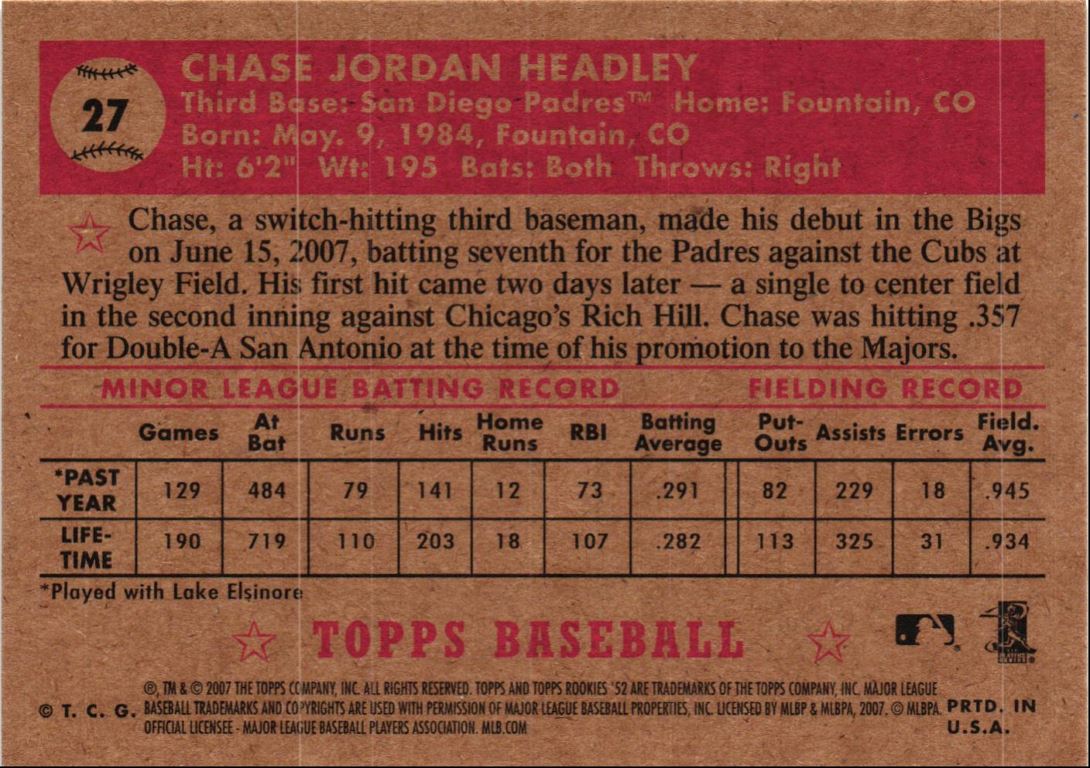 27
CHASE JORDAN HEADLEY
Third Base: San Diego Padres™ Home: Fountain, CO
Born: May. 9, 1984, Fountain, CO
Ht: 6'2" Wt: 195 Bats: Both Throws: Right
Chase, a switch-hitting third baseman, made his debut in the Bigs
on June 15, 2007, batting seventh for the Padres against the Cubs at
Wrigley Field. His first hit came two days later — a single to center field
in the second inning against Chicago's Rich Hill. Chase was hitting .357
for Double-A San Antonio at the time of his promotion to the Majors.
MINOR LEAGUE BATTING RECORD FIELDING RECORD
Games At Bat Runs Hits Home Runs RBI Batting Average Put-Outs Assists Errors Field. Avg.
*PAST YEAR 129 484 79 141 12 73 .291 82 229 18 .945
LIFE-TIME 190 719 110 203 18 107 .282 113 325 31 .934
*Played with Lake Elsinore
TOPPS BASEBALL
®, TM & © 2007 THE TOPPS COMPANY, INC. ALL RIGHTS RESERVED. TOPPS AND TOPPS ROOKIES '52 ARE TRADEMARKS OF THE TOPPS COMPANY, INC. MAJOR LEAGUE
© T. C. G. BASEBALL TRADEMARKS AND COPYRIGHTS ARE USED WITH PERMISSION OF MAJOR LEAGUE BASEBALL PROPERTIES, INC. LICENSED BY MLBP & MLBPA, 2007. © MLBPA. PRTD. IN
OFFICIAL LICENSEE - MAJOR LEAGUE BASEBALL PLAYERS ASSOCIATION. MLB.COM U.S.A.